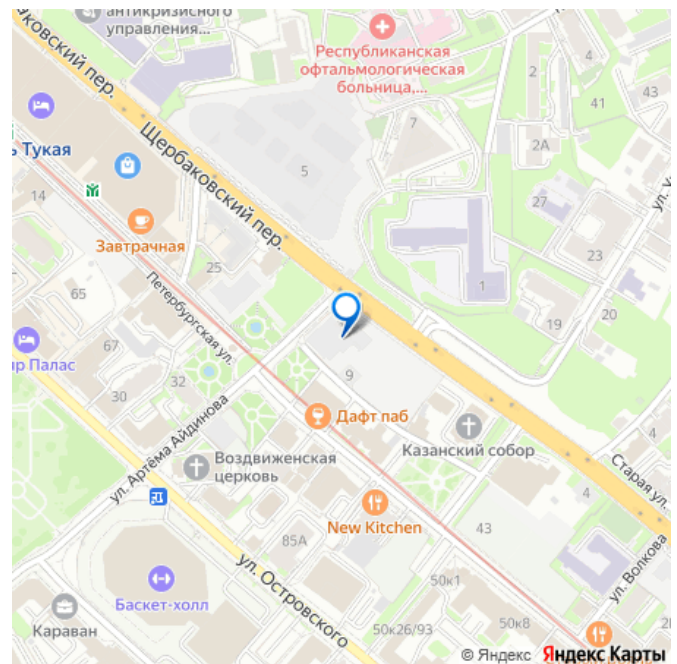 антикризисного
управления...
Республиканская
офтальмологическая
больница,...
аковский пер.
4
2
41
43
7
2А
ь Тукая
Щербаковский пер.
5
14
27
Завтрачная
25
23
1
65
Петербургская ул.
19
20
67
ир Палас
32
9
30
Дафт паб
4
ул. Артёма Айдинова
Воздвиженская
церковь
Казанский собор
Старая ул.
4
New Kitchen
43
85А
ул. Островского
ул. Волкова
50к1
Баскет-холл
Караван
50к26/93
50к8
© Яндекс Яндекс Карты